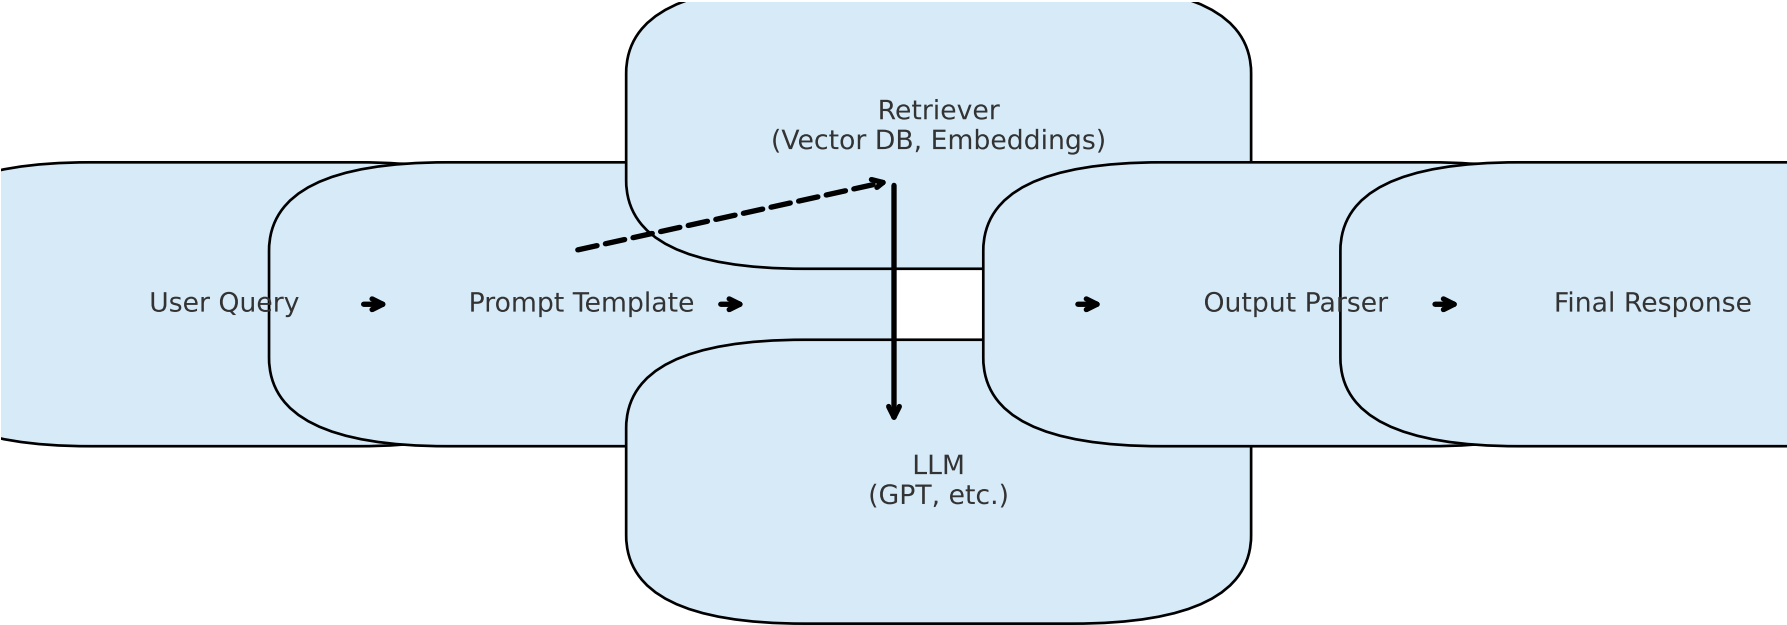 Retriever
(Vector DB, Embeddings)
User Query
Prompt Template
Output Parser
Final Response
LLM
(GPT, etc.)